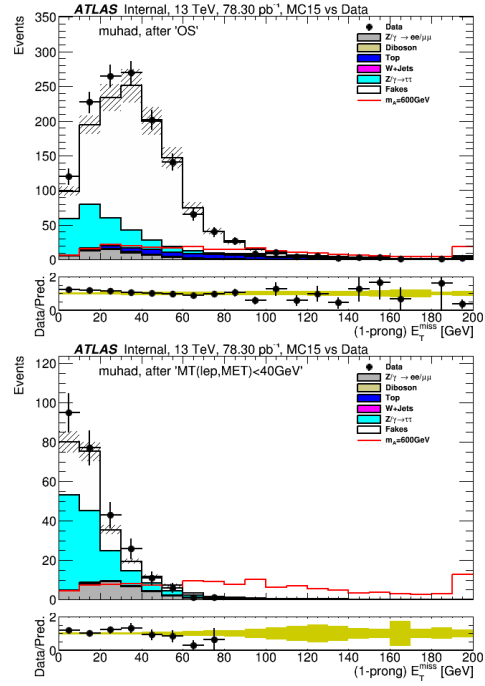 ATLAS Internal, 13 TeV, 78.30 pb⁻¹, MC15 vs Data
Events
350
300
250
200
150
100
50
0
muhad, after 'OS'
Data
Z/γ → ee/μμ
Diboson
Top
W+Jets
Z/γ→ττ
Fakes
m_A=600GeV
Data/Pred.
2
1
0
0 20 40 60 80 100 120 140 160 180 200
(1-prong) E_T^miss [GeV]
ATLAS Internal, 13 TeV, 78.30 pb⁻¹, MC15 vs Data
Events
120
100
80
60
40
20
0
muhad, after 'MT(lep,MET)<40GeV'
Data
Z/γ → ee/μμ
Diboson
Top
W+Jets
Z/γ→ττ
Fakes
m_A=600GeV
Data/Pred.
2
1
0
0 20 40 60 80 100 120 140 160 180 200
(1-prong) E_T^miss [GeV]